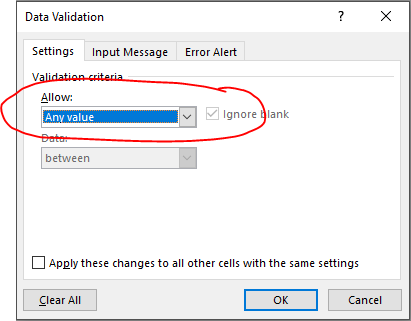 Data Validation
? ×
Settings Input Message Error Alert
Validation criteria
Allow:
Any value Ignore blank
Data:
between
Apply these changes to all other cells with the same settings
Clear All OK Cancel